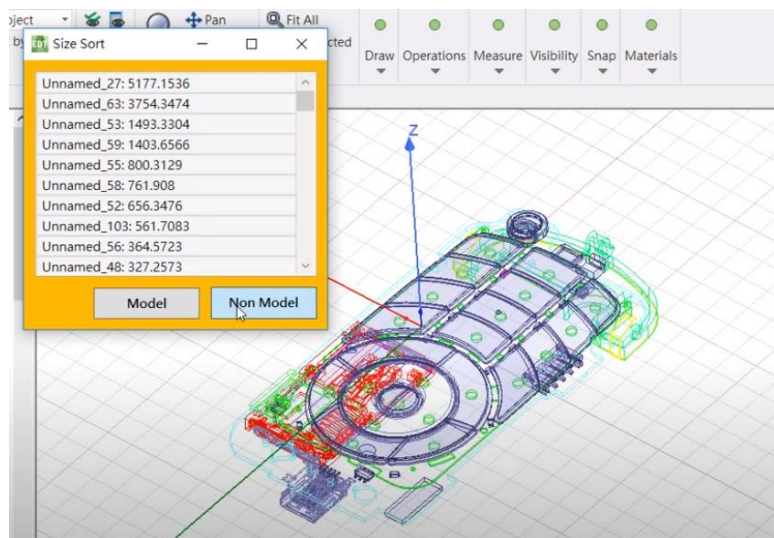 oject
Pan
Fit All
by
cted
Draw Operations Measure Visibility Snap Materials
EDT Size Sort
Unnamed_27: 5177.1536
Unnamed_63: 3754.3474
Unnamed_53: 1493.3304
Unnamed_59: 1403.6566
Unnamed_55: 800.3129
Unnamed_58: 761.908
Unnamed_52: 656.3476
Unnamed_103: 561.7083
Unnamed_56: 364.5723
Unnamed_48: 327.2573
Model Non Model
Z